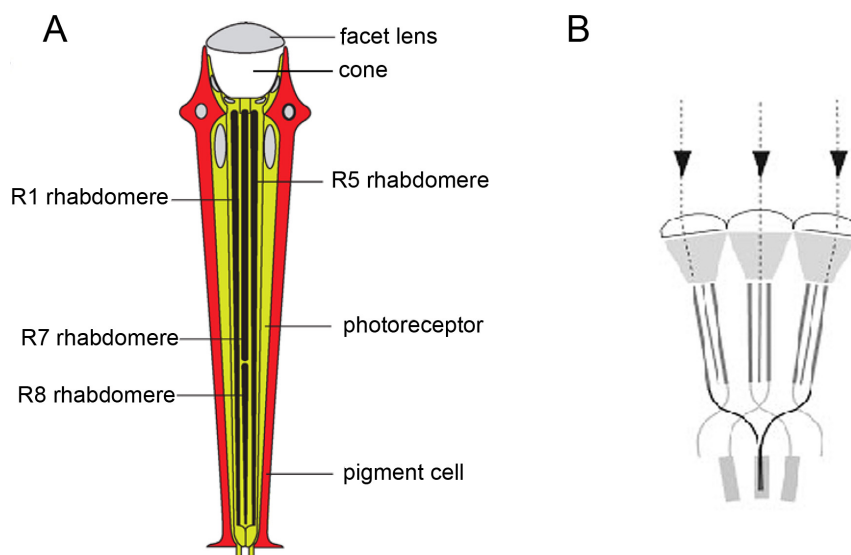 A
facet lens
cone
R1 rhabdomere
R5 rhabdomere
R7 rhabdomere
photoreceptor
R8 rhabdomere
pigment cell
B